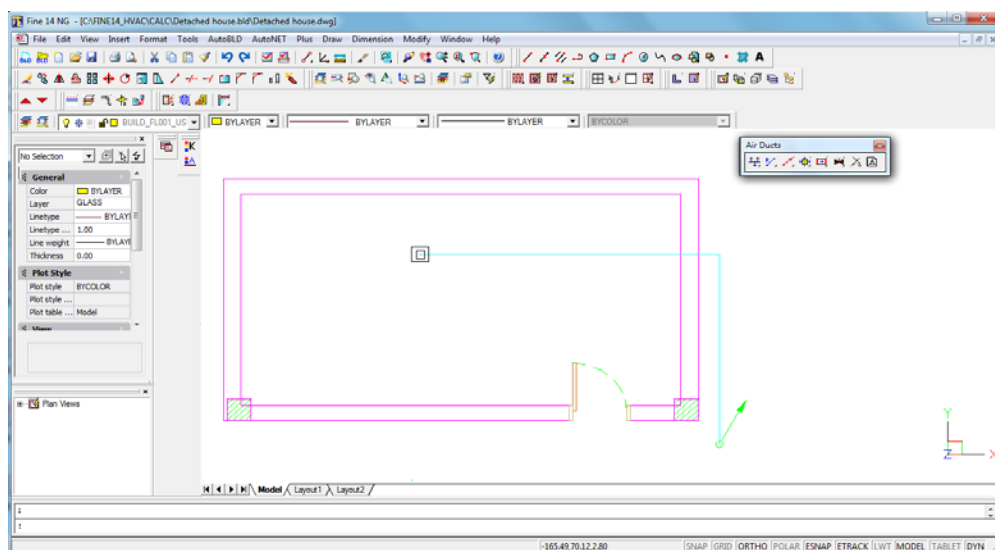 Fine 14 NG - [C:\FINE14_HVAC\CALC\Detached house.bld\Detached house.dwg]
File Edit View Insert Format Tools AutoBLD AutoNET Plus Draw Dimension Modify Window Help
BUILD_FL001_US
BYLAYER
BYLAYER
BYLAYER
BYCOLOR
No Selection
General
Color BYLAYER
Layer GLASS
Linetype BYLAYI
Linetype ... 1.00
Line weight BYLAYI
Thickness 0.00
Plot Style
Plot style BYCOLOR
Plot style ...
Plot table ... Model
View
Plan Views
Air Ducts
A
Y
Z X
Model Layout1 Layout2
:
:
-165.49,70.12,2.80 SNAP GRID ORTHO POLAR ESNAP ETRACK LWT MODEL TABLET DYN